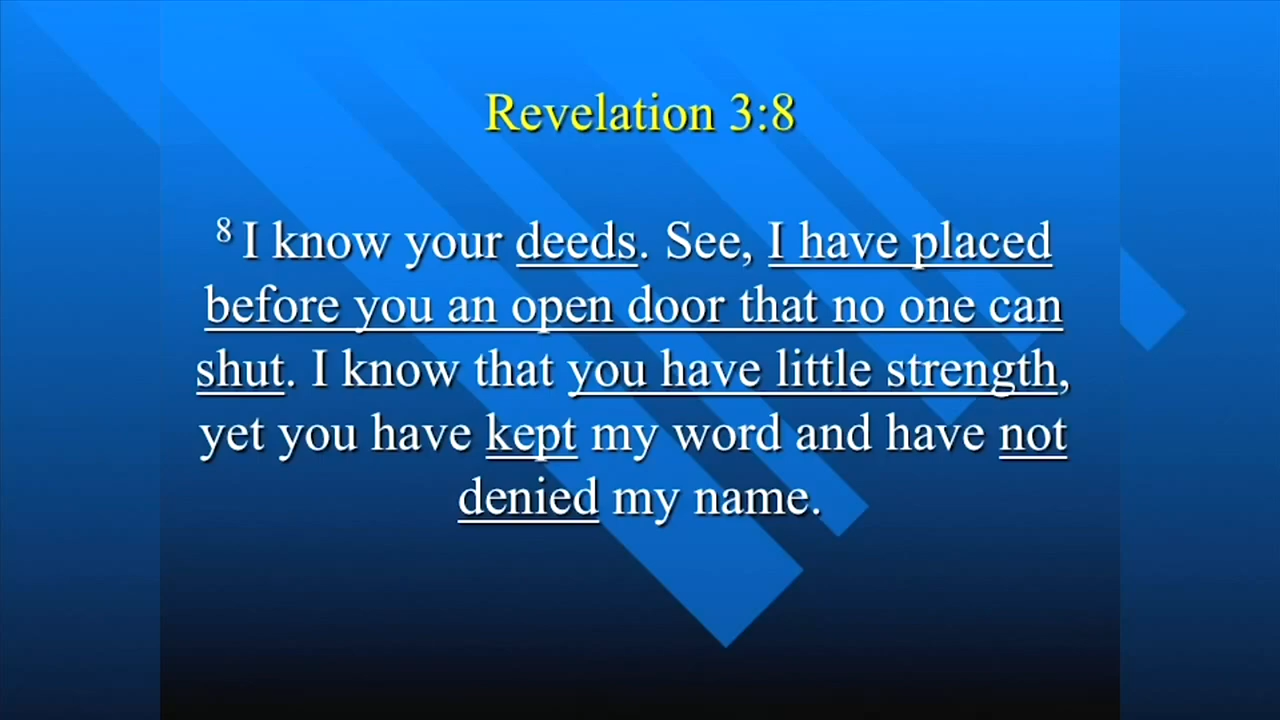 Revelation 3:8
8 I know your deeds. See, I have placed
before you an open door that no one can
shut. I know that you have little strength,
yet you have kept my word and have not
denied my name.